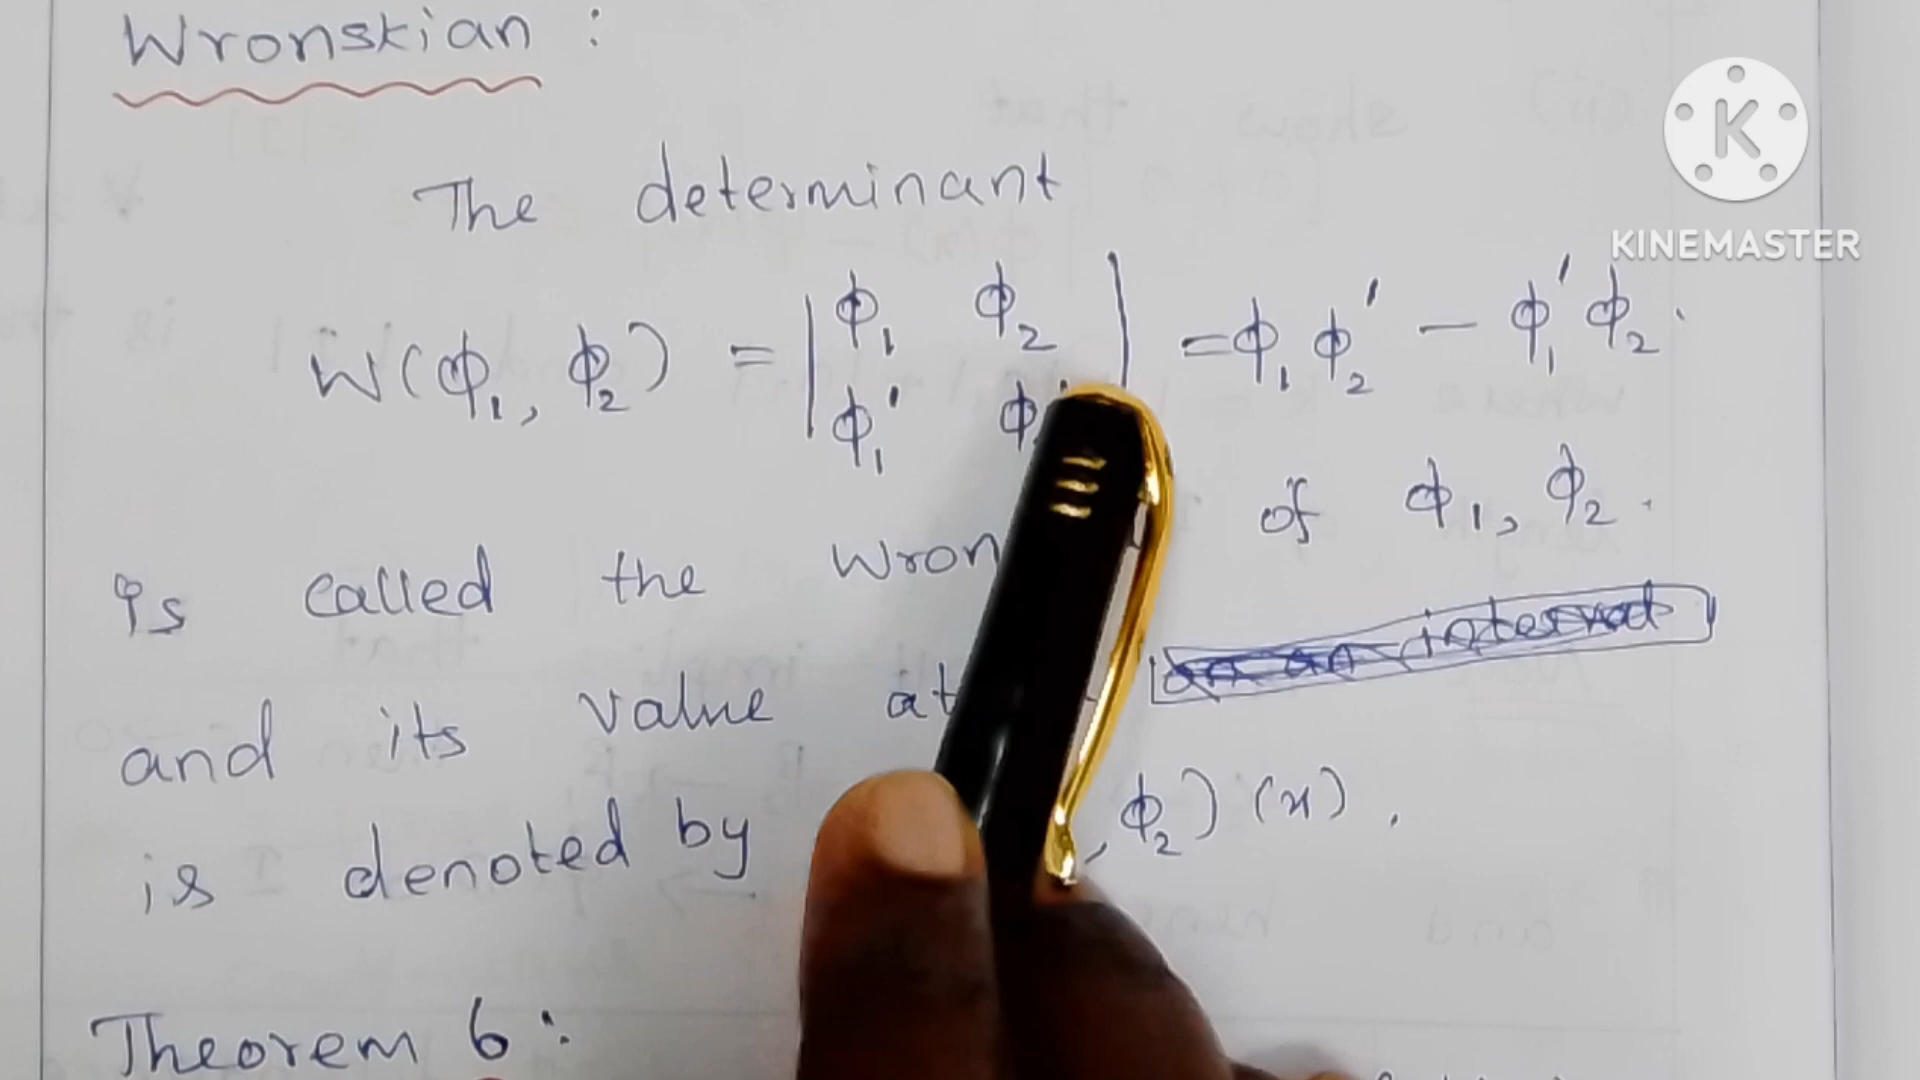 Wronskian :
The determinant
W(ϕ₁, ϕ₂) = | ϕ₁ ϕ₂ | = ϕ₁ϕ₂' − ϕ₁'ϕ₂.
ϕ₁'
is called the of ϕ₁, ϕ₂.
and its value at
is denoted by , ϕ₂) (x).
Theorem 6:
K
KINEMASTER